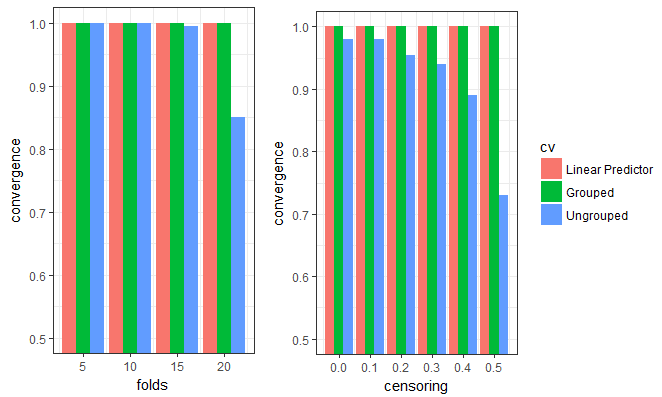 1.0
0.9
0.8
0.7
0.6
0.5
convergence
5 10 15 20
folds
1.0
0.9
0.8
0.7
0.6
0.5
convergence
0.0 0.1 0.2 0.3 0.4 0.5
censoring
cv
Linear Predictor
Grouped
Ungrouped